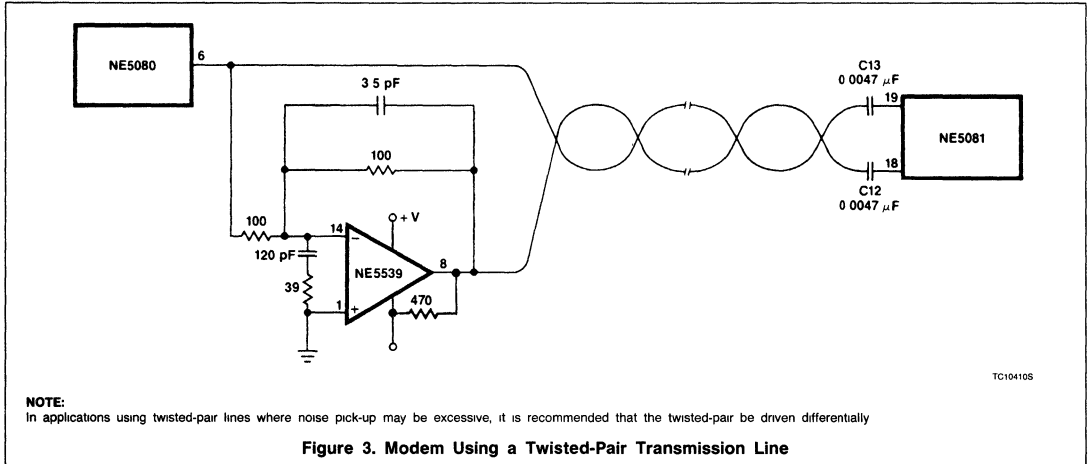 NE5080
6
3 5 pF
100
100
14
−
120 pF
39
1
+
+ V
NE5539
8
470
C13
0 0047 μF
19
NE5081
18
C12
0 0047 μF
TC10410S
NOTE:
In applications using twisted-pair lines where noise pick-up may be excessive, it is recommended that the twisted-pair be driven differentially
Figure 3. Modem Using a Twisted-Pair Transmission Line